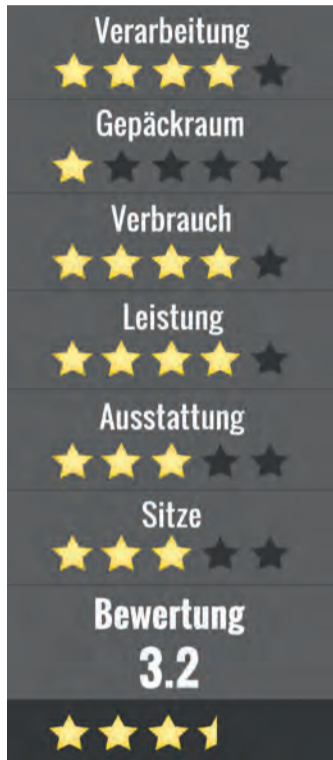 Verarbeitung
Gepäckraum
Verbrauch
Leistung
Ausstattung
Sitze
Bewertung
3.2